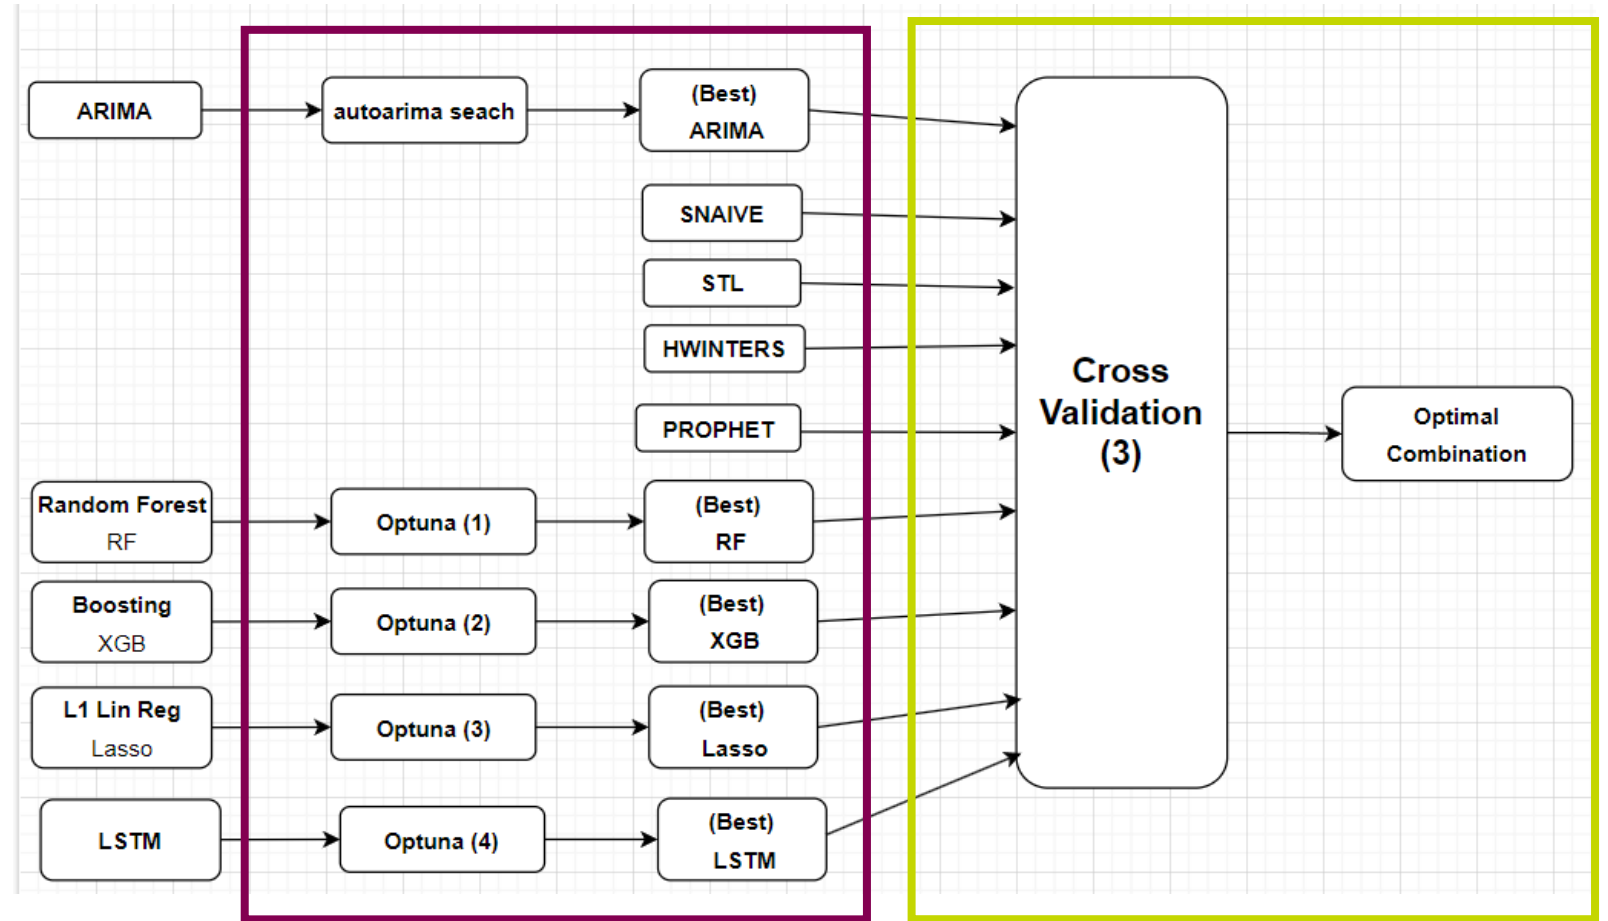 ARIMA
autoarima seach
(Best)
ARIMA
SNAIVE
STL
HWINTERS
PROPHET
Random Forest
RF
Optuna (1)
(Best)
RF
Boosting
XGB
Optuna (2)
(Best)
XGB
L1 Lin Reg
Lasso
Optuna (3)
(Best)
Lasso
LSTM
Optuna (4)
(Best)
LSTM
Cross
Validation
(3)
Optimal
Combination